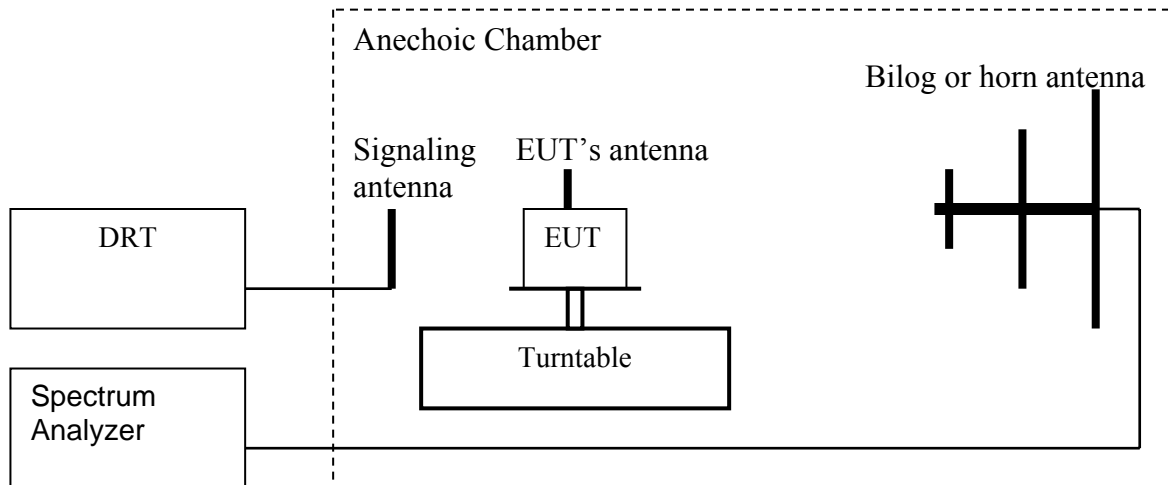 Anechoic Chamber
Bilog or horn antenna
Signaling
antenna
EUT’s antenna
DRT
EUT
Turntable
Spectrum
Analyzer